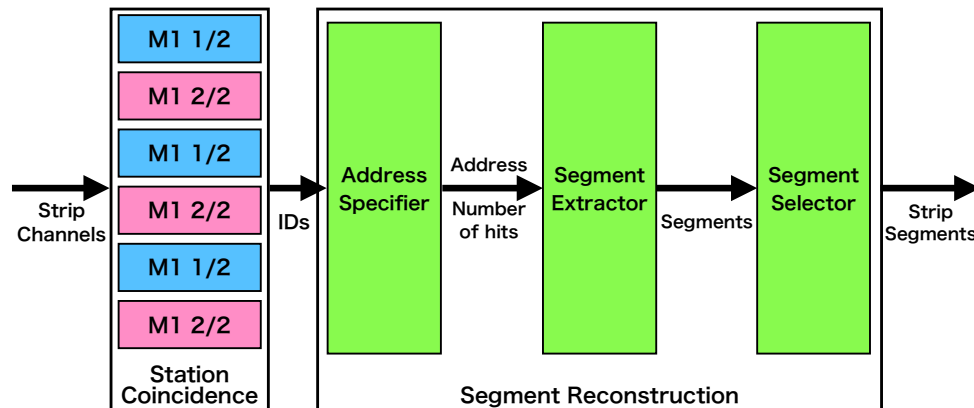 M1 1/2
M1 2/2
M1 1/2
M1 2/2
M1 1/2
M1 2/2
Station
Coincidence
Strip
Channels
IDs
Address
Specifier
Address
Number
of hits
Segment
Extractor
Segments
Segment
Selector
Strip
Segments
Segment Reconstruction